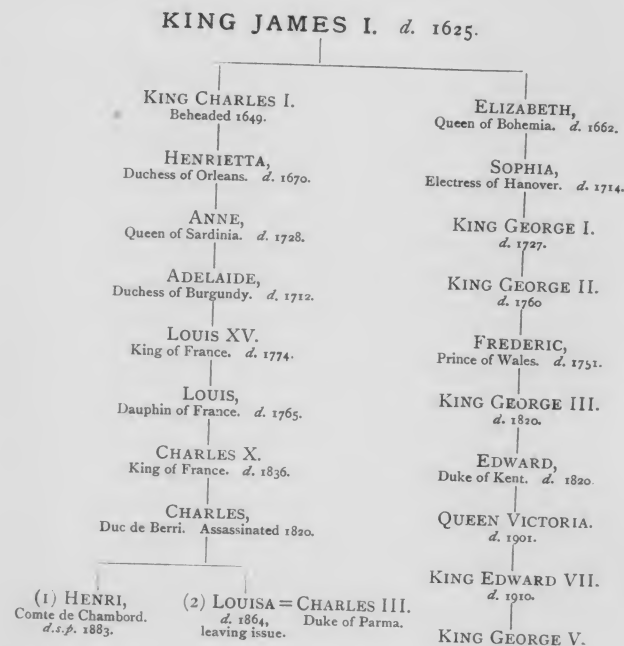 KING JAMES I. d. 1625.
KING CHARLES I.
Beheaded 1649.
HENRIETTA,
Duchess of Orleans. d. 1670.
ANNE,
Queen of Sardinia. d. 1728.
ADELAIDE,
Duchess of Burgundy. d. 1712.
LOUIS XV.
King of France. d. 1774.
LOUIS,
Dauphin of France. d. 1765.
CHARLES X.
King of France. d. 1836.
CHARLES,
Duc de Berri. Assassinated 1820.
(1) HENRI,
Comte de Chambord.
d.s.p. 1883.
(2) LOUISA = CHARLES III.
d. 1864, Duke of Parma.
leaving issue.
ELIZABETH,
Queen of Bohemia. d. 1662.
SOPHIA,
Electress of Hanover. d. 1714.
KING GEORGE I.
d. 1727.
KING GEORGE II.
d. 1760
FREDERIC,
Prince of Wales. d. 1751.
KING GEORGE III.
d. 1820.
EDWARD,
Duke of Kent. d. 1820
QUEEN VICTORIA.
d. 1901.
KING EDWARD VII.
d. 1910.
KING GEORGE V.